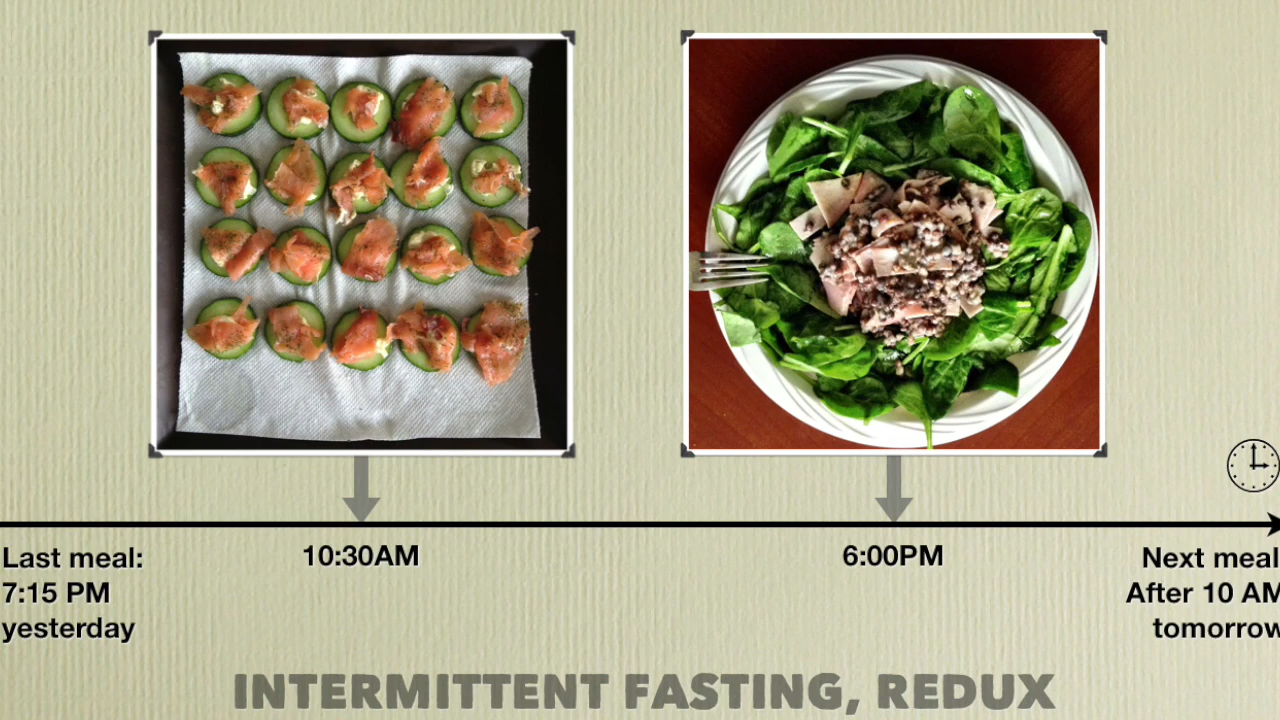 Last meal:
7:15 PM
yesterday
10:30AM
6:00PM
Next meal
After 10 AM
tomorrow
INTERMITTENT FASTING, REDUX